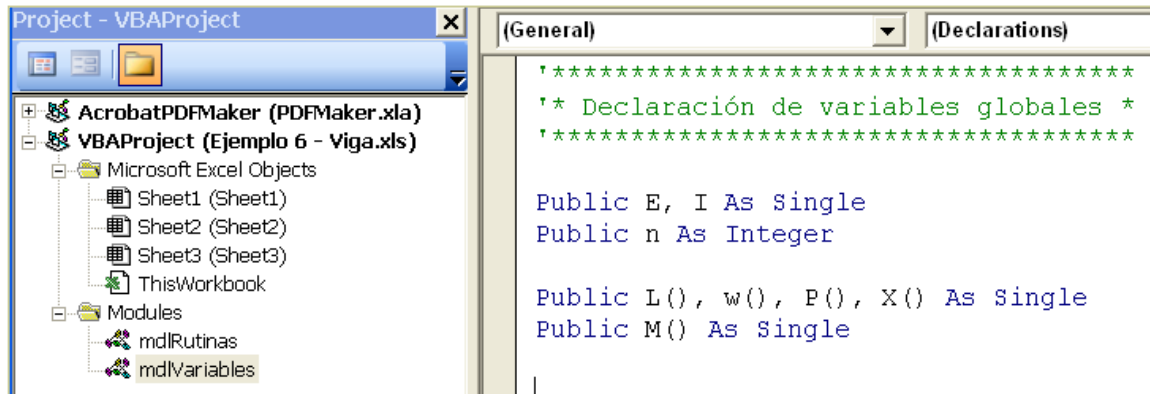 Project - VBAProject
AcrobatPDFMaker (PDFMaker.xla)
VBAProject (Ejemplo 6 - Viga.xls)
Microsoft Excel Objects
Sheet1 (Sheet1)
Sheet2 (Sheet2)
Sheet3 (Sheet3)
ThisWorkbook
Modules
mdlRutinas
mdlVariables
(General)
(Declarations)
'*************************************
'* Declaración de variables globales *
'*************************************
Public E, I As Single
Public n As Integer
Public L(), w(), P(), X() As Single
Public M() As Single